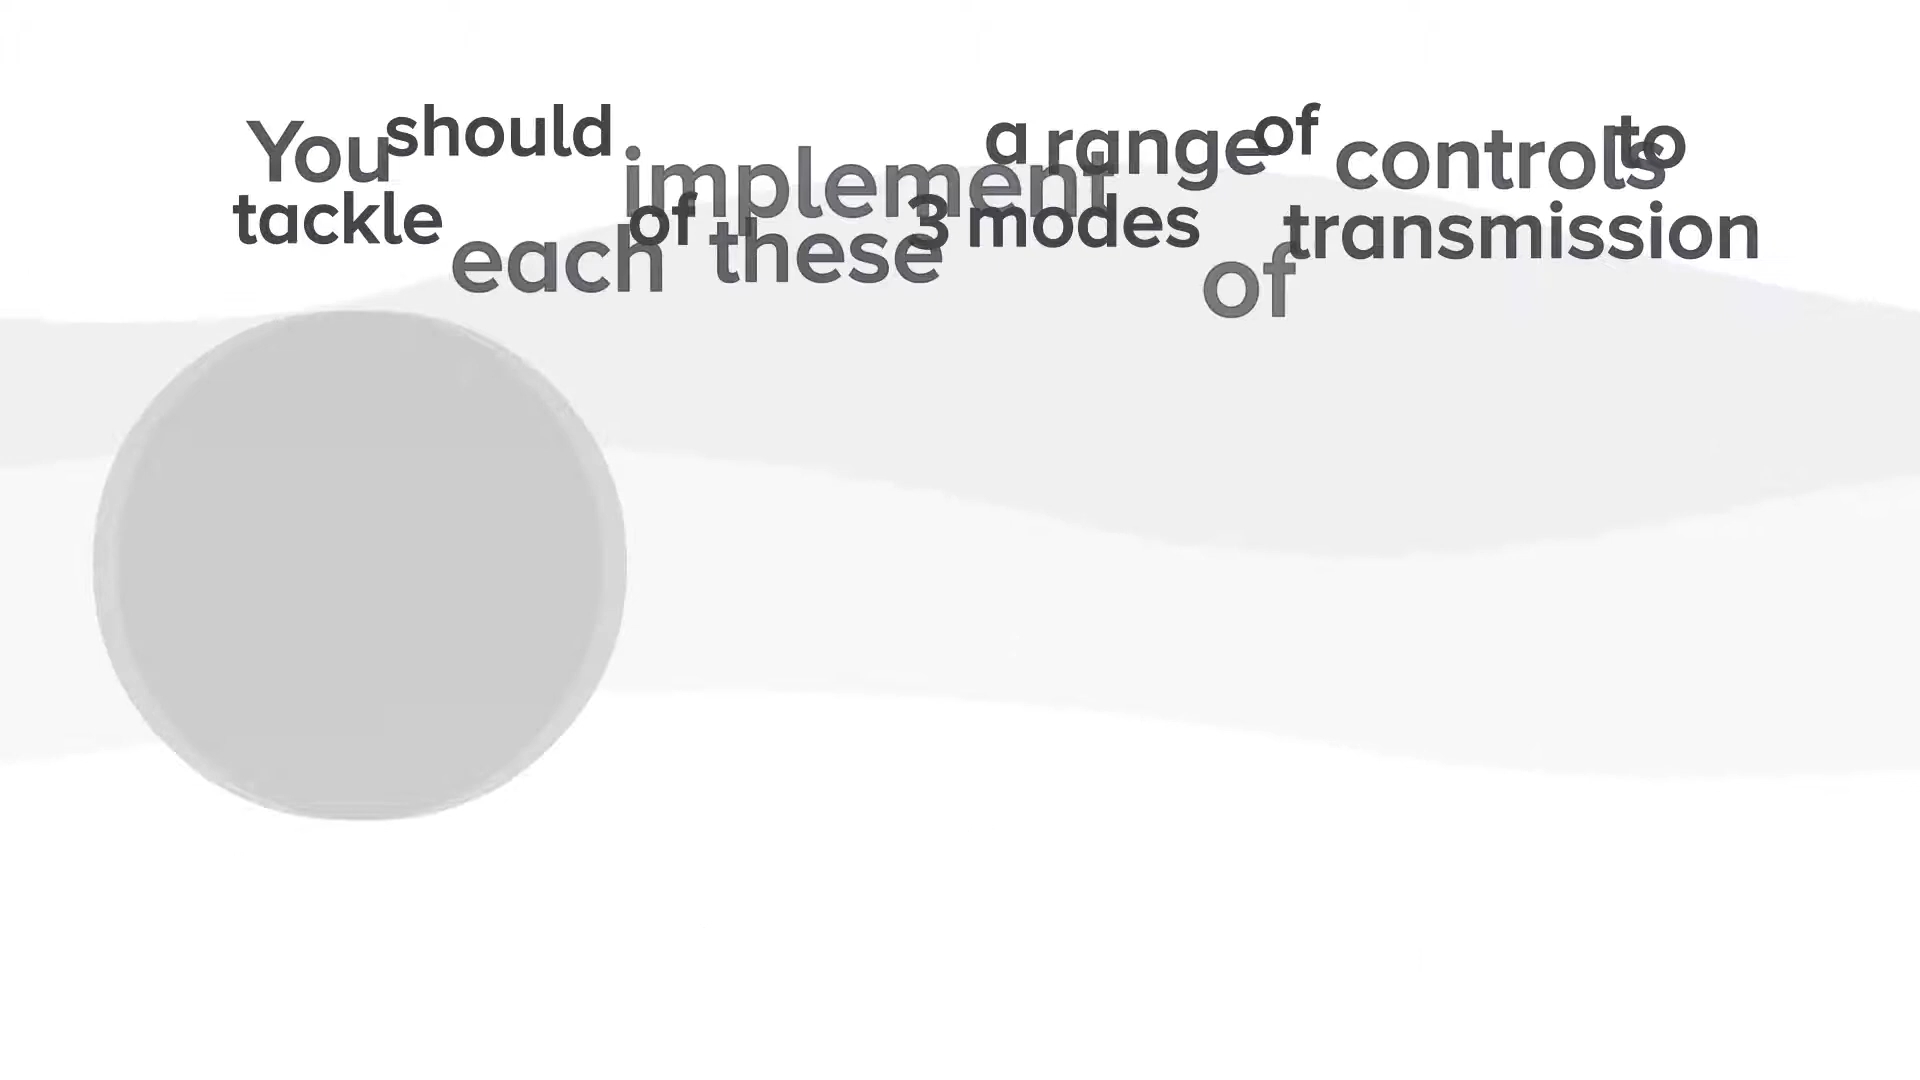 You should implement a range of controls to
tackle each of these 3 modes of transmission